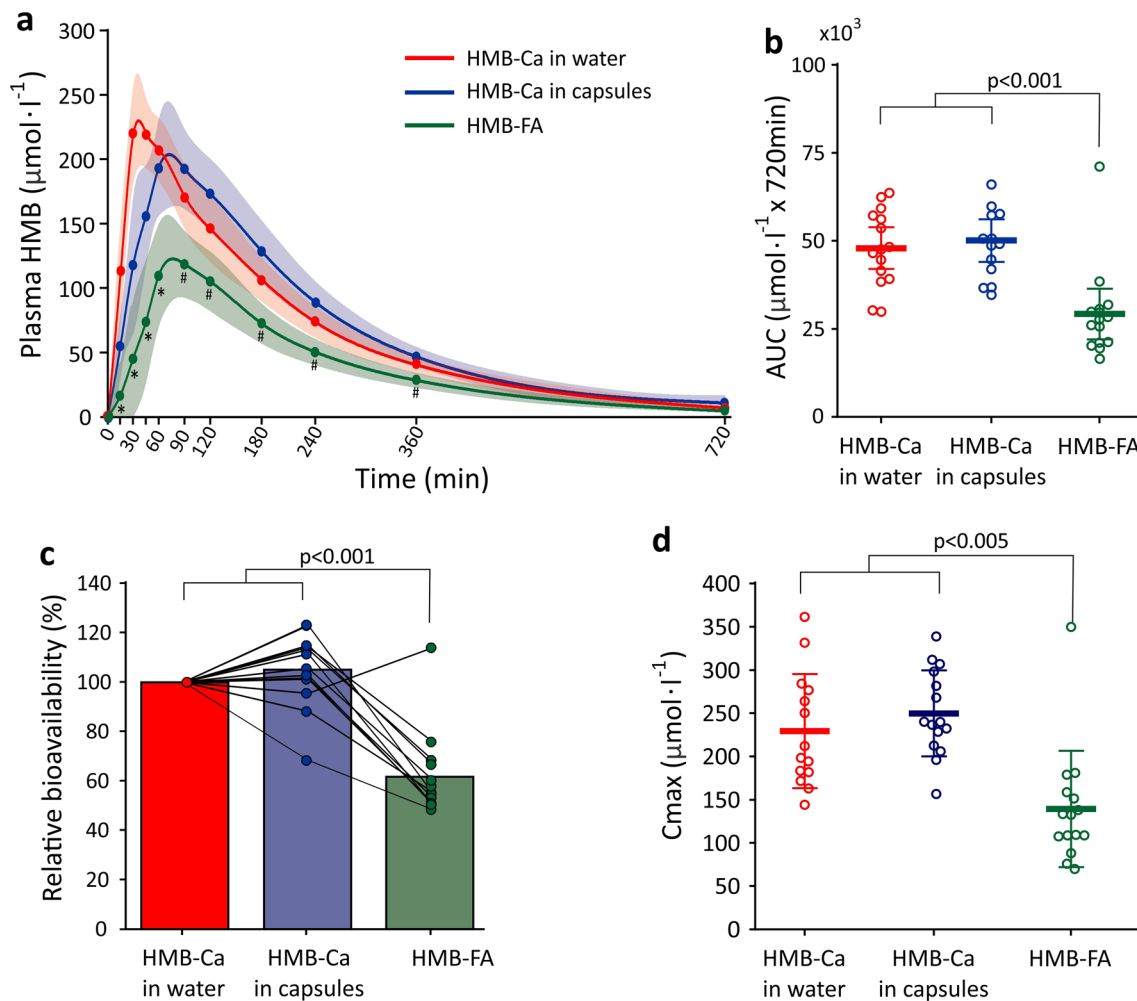 a
300
250
200
150
100
50
0
Plasma HMB (µmol·l⁻¹)
HMB-Ca in water
HMB-Ca in capsules
HMB-FA
*
*
*
*
#
#
#
#
#
0
30
60
90
120
180
240
360
720
Time (min)
b
x10³
100
75
50
25
0
AUC (µmol·l⁻¹ x 720min)
p<0.001
HMB-Ca
in water
HMB-Ca
in capsules
HMB-FA
c
140
120
100
80
60
40
20
0
Relative bioavailability (%)
p<0.001
HMB-Ca
in water
HMB-Ca
in capsules
HMB-FA
d
400
350
300
250
200
150
100
50
0
Cmax (µmol·l⁻¹)
p<0.005
HMB-Ca
in water
HMB-Ca
in capsules
HMB-FA